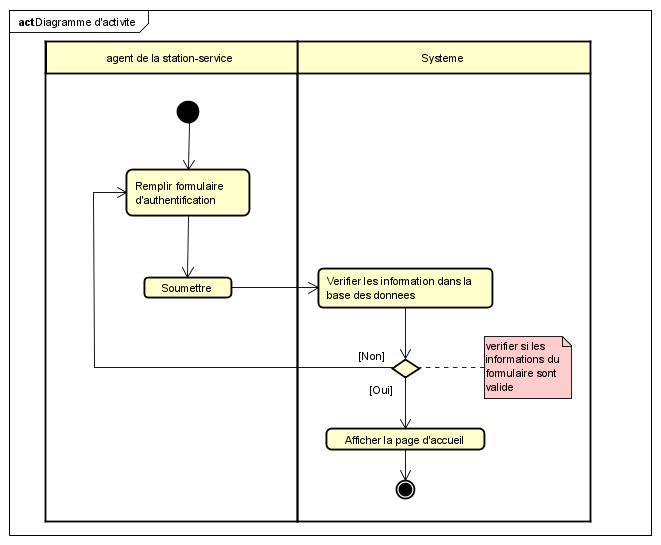 act Diagramme d'activite
agent de la station-service
Systeme
Remplir formulaire
d'authentification
Soumettre
Verifier les information dans la
base des donnees
[Non]
verifier si les
informations du
formulaire sont
valide
[Oui]
Afficher la page d'accueil